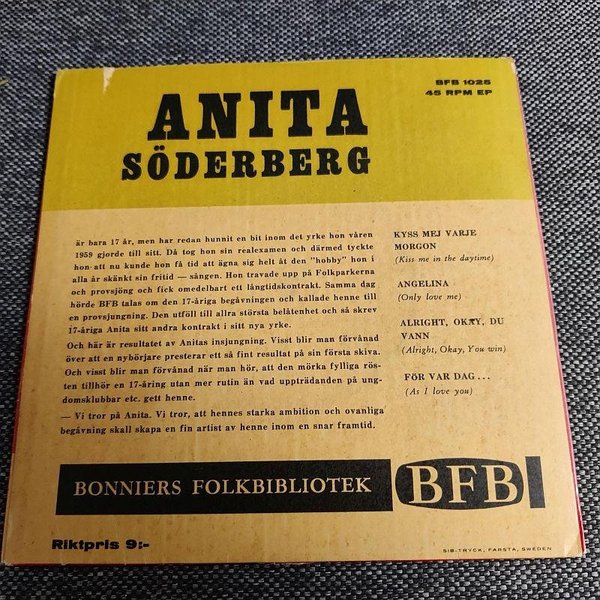 BFB 1025
45 RPM EP
ANITA
SÖDERBERG
är bara 17 år, men har redan hunnit en bit inom det yrke hon våren
1959 gjorde till sitt. Då tog hon sin realexamen och därmed tyckte
hon att nu kunde hon få tid att ägna sig helt åt den "hobby" hon i
alla år skänkt sin fritid — sången. Hon travade upp på Folkparkerna
och provsjöng och fick omedelbart ett långtidskontrakt. Samma dag
hörde BFB talas om den 17-åriga begåvningen och kallade henne till
en provsjungning. Den utföll till allra största belåtenhet och så skrev
17-åriga Anita sitt andra kontrakt i sitt nya yrke.
Och här är resultatet av Anitas insjungning. Visst blir man förvånad
över att en nybörjare presterar ett så fint resultat på sin första skiva.
Och visst blir man förvånad när man hör, att den mörka fylliga rös-
ten tillhör en 17-åring utan mer rutin än vad uppträdanden på ung-
domsklubbar etc. gett henne.
— Vi tror på Anita. Vi tror, att hennes starka ambition och ovanliga
begåvning skall skapa en fin artist av henne inom en snar framtid.
KYSS MEJ VARJE
MORGON
(Kiss me in the daytime)
ANGELINA
(Only love me)
ALRIGHT, OKAY, DU
VANN
(Alright, Okay, You win)
FÖR VAR DAG...
(As I love you)
BONNIERS FOLKBIBLIOTEK
BFB
Riktpris 9:-
SIB-TRYCK, FARSTA, SWEDEN